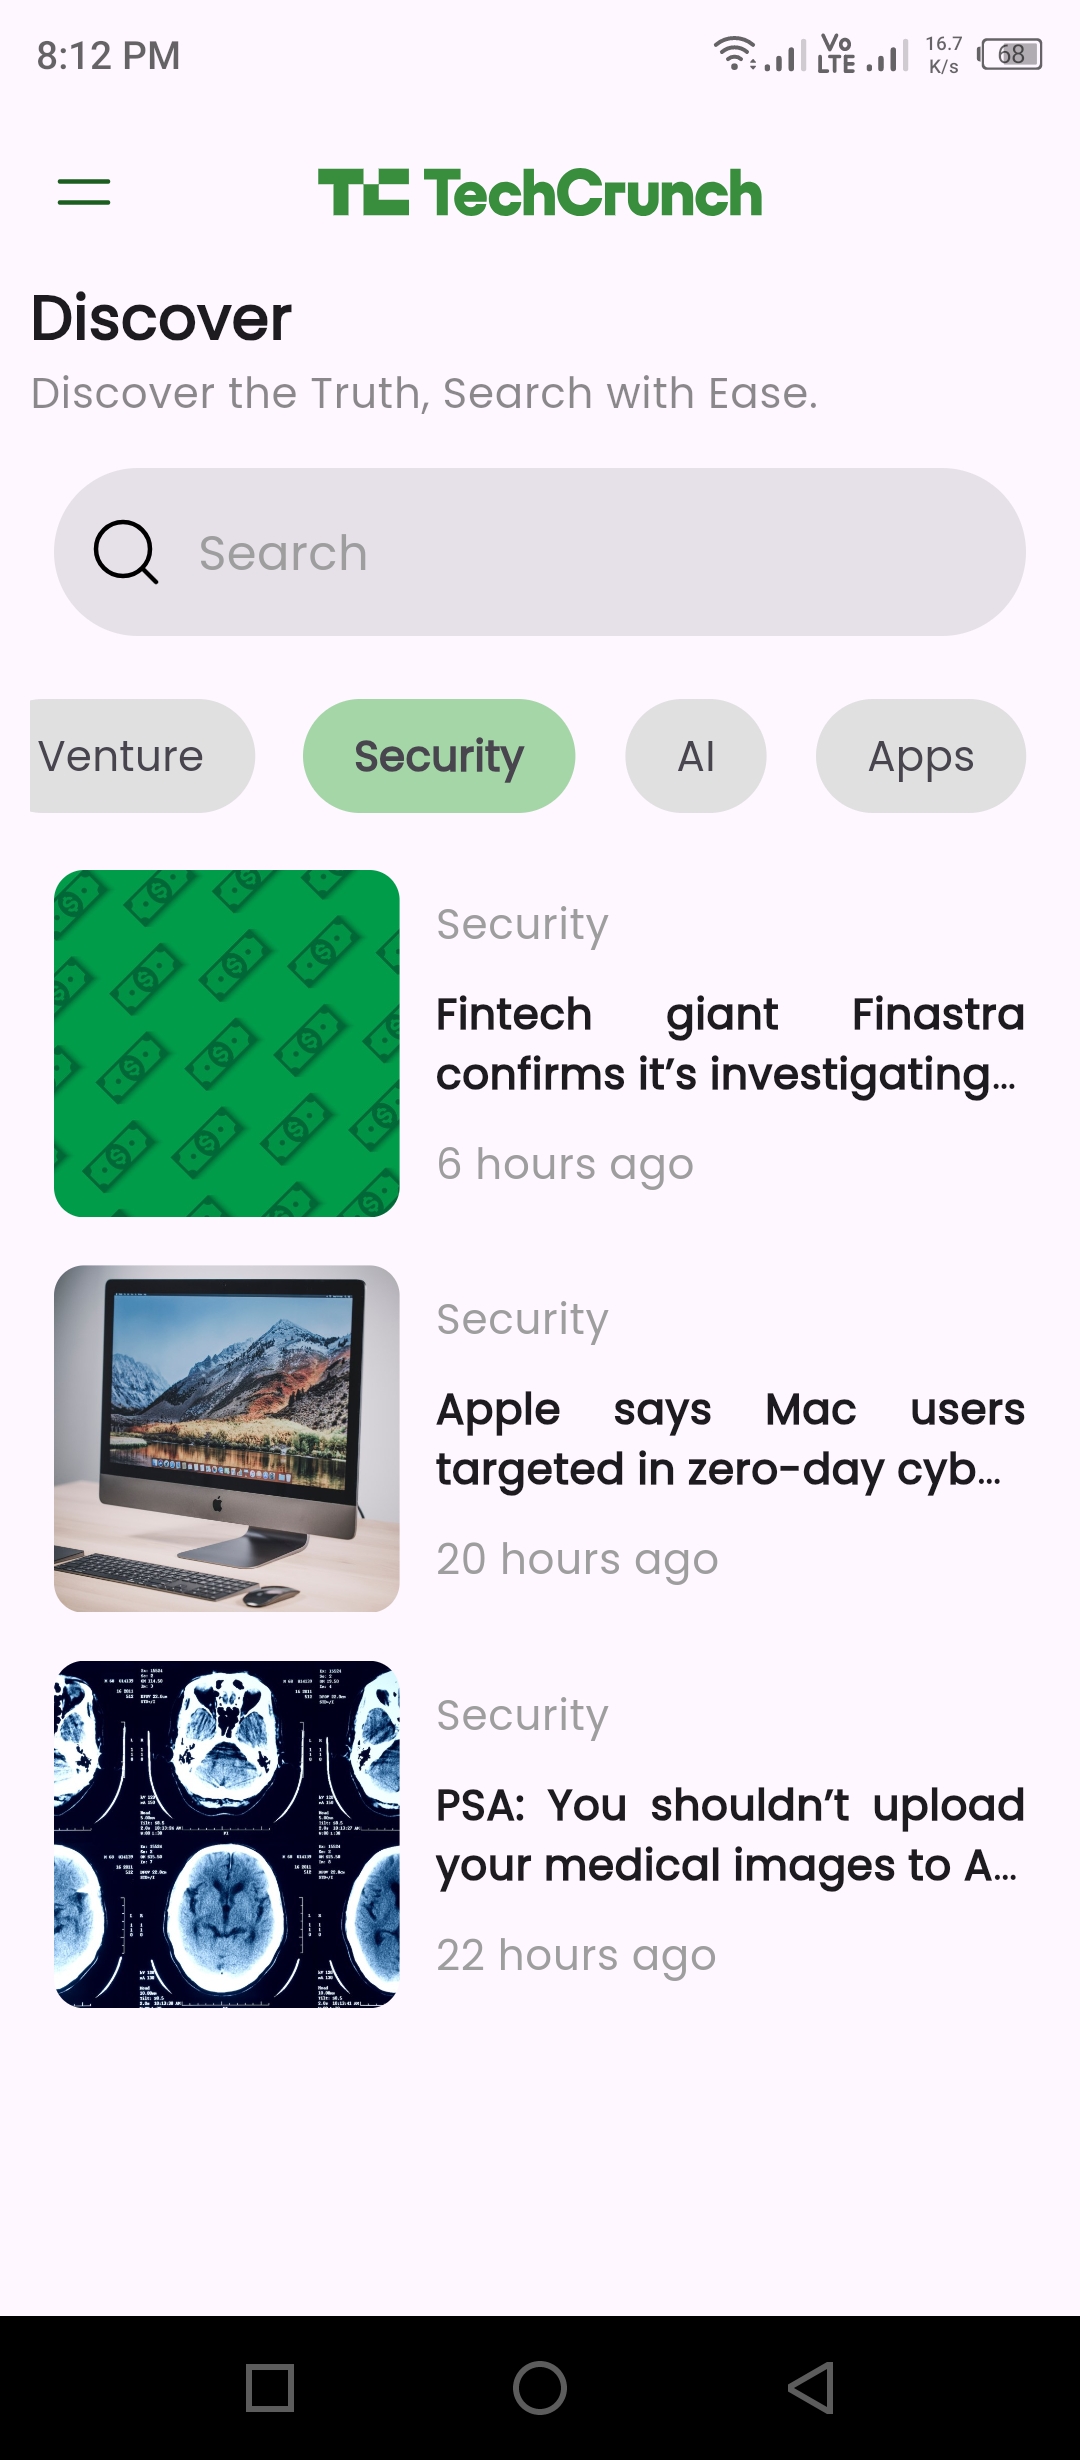 8:12 PM
Vo
LTE
16.7
K/s
68
TechCrunch
Discover
Discover the Truth, Search with Ease.
Search
Venture Security AI Apps
Security
Fintech giant Finastra
confirms it’s investigating...
6 hours ago
Security
Apple says Mac users
targeted in zero-day cyb...
20 hours ago
Security
PSA: You shouldn’t upload
your medical images to A...
22 hours ago